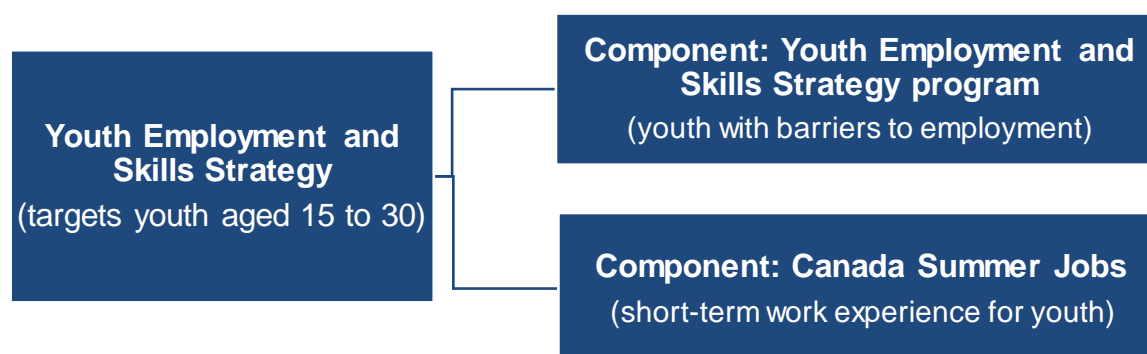 Youth Employment and
Skills Strategy
(targets youth aged 15 to 30)
Component: Youth Employment and
Skills Strategy program
(youth with barriers to employment)
Component: Canada Summer Jobs
(short-term work experience for youth)